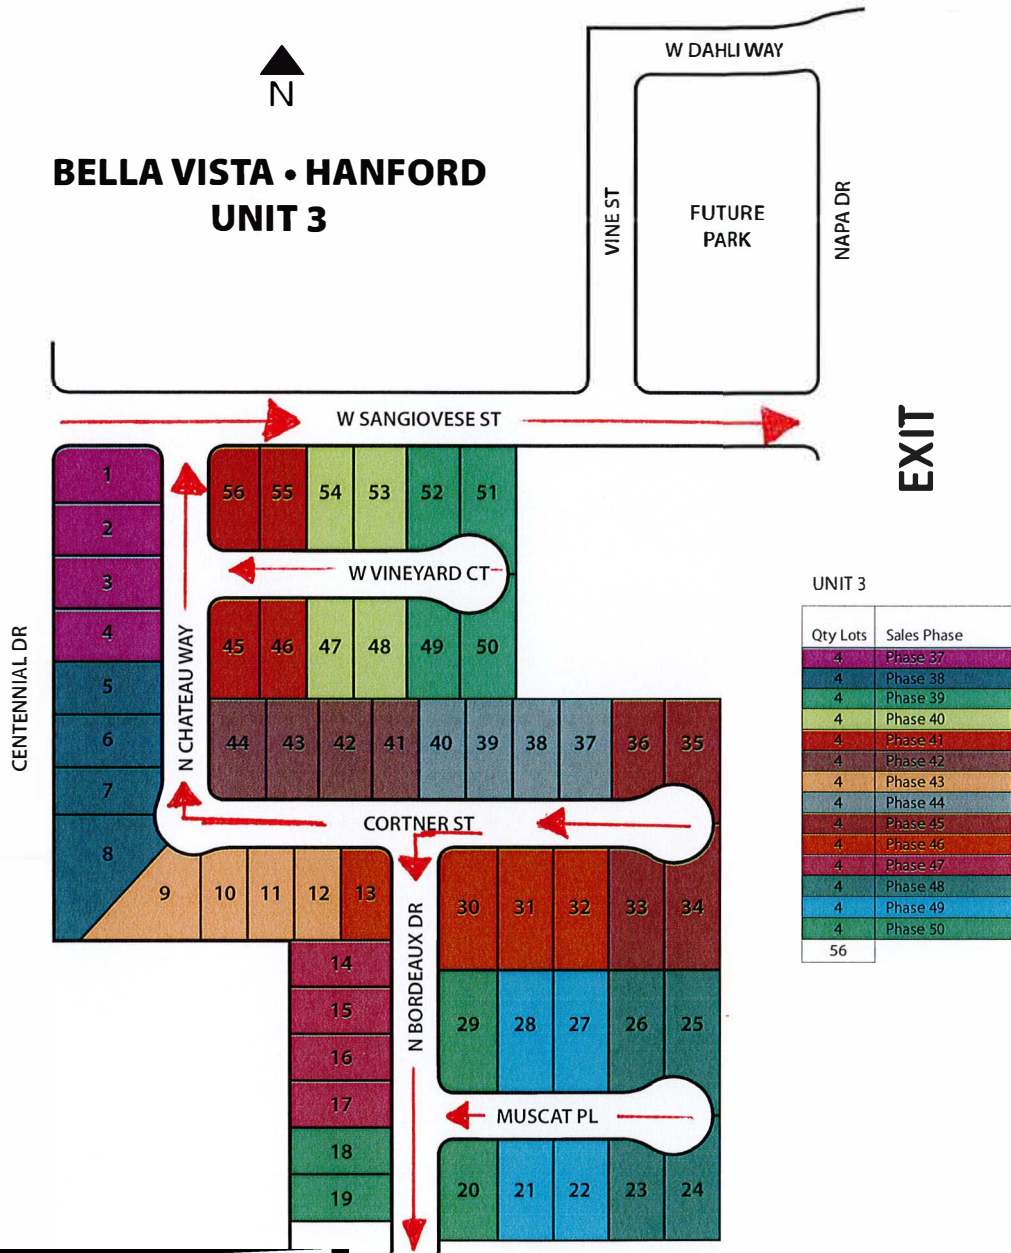 W DAHLI WAY
N
BELLA VISTA • HANFORD
UNIT 3
VINE ST
FUTURE
PARK
NAPA DR
W SANGIOVESE ST
EXIT
1
56
55
54
53
52
51
2
3
W VINEYARD CT
UNIT 3
4
45
46
47
48
49
50
CENTENNIAL DR
N CHATEAU WAY
5
6
44
43
42
41
40
39
38
37
36
35
7
CORTNER ST
8
9
10
11
12
13
N BORDEAUX DR
30
31
32
33
34
14
15
16
17
18
19
29
28
27
26
25
MUSCAT PL
20
21
22
23
24
Qty Lots Sales Phase
4 Phase 37
4 Phase 38
4 Phase 39
4 Phase 40
4 Phase 41
4 Phase 42
4 Phase 43
4 Phase 44
4 Phase 45
4 Phase 46
4 Phase 47
4 Phase 48
4 Phase 49
4 Phase 50
56